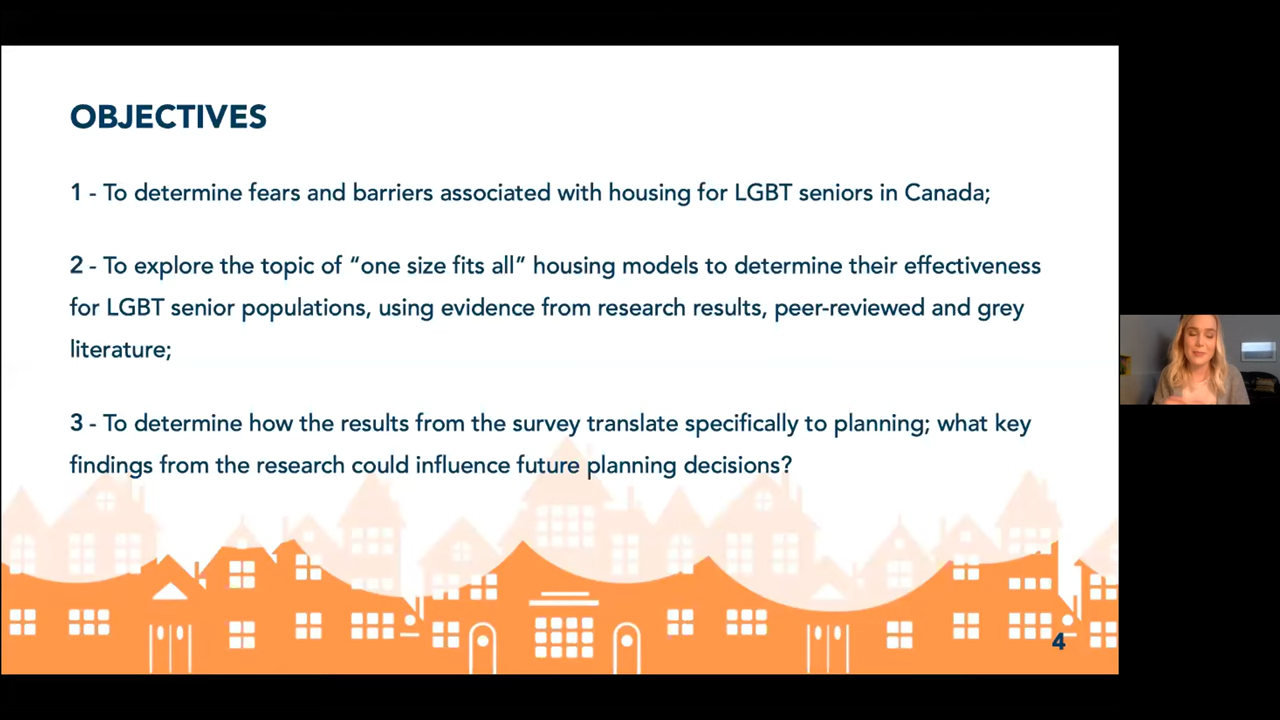 OBJECTIVES
1 - To determine fears and barriers associated with housing for LGBT seniors in Canada;
2 - To explore the topic of “one size fits all” housing models to determine their effectiveness
for LGBT senior populations, using evidence from research results, peer-reviewed and grey
literature;
3 - To determine how the results from the survey translate specifically to planning; what key
findings from the research could influence future planning decisions?
4